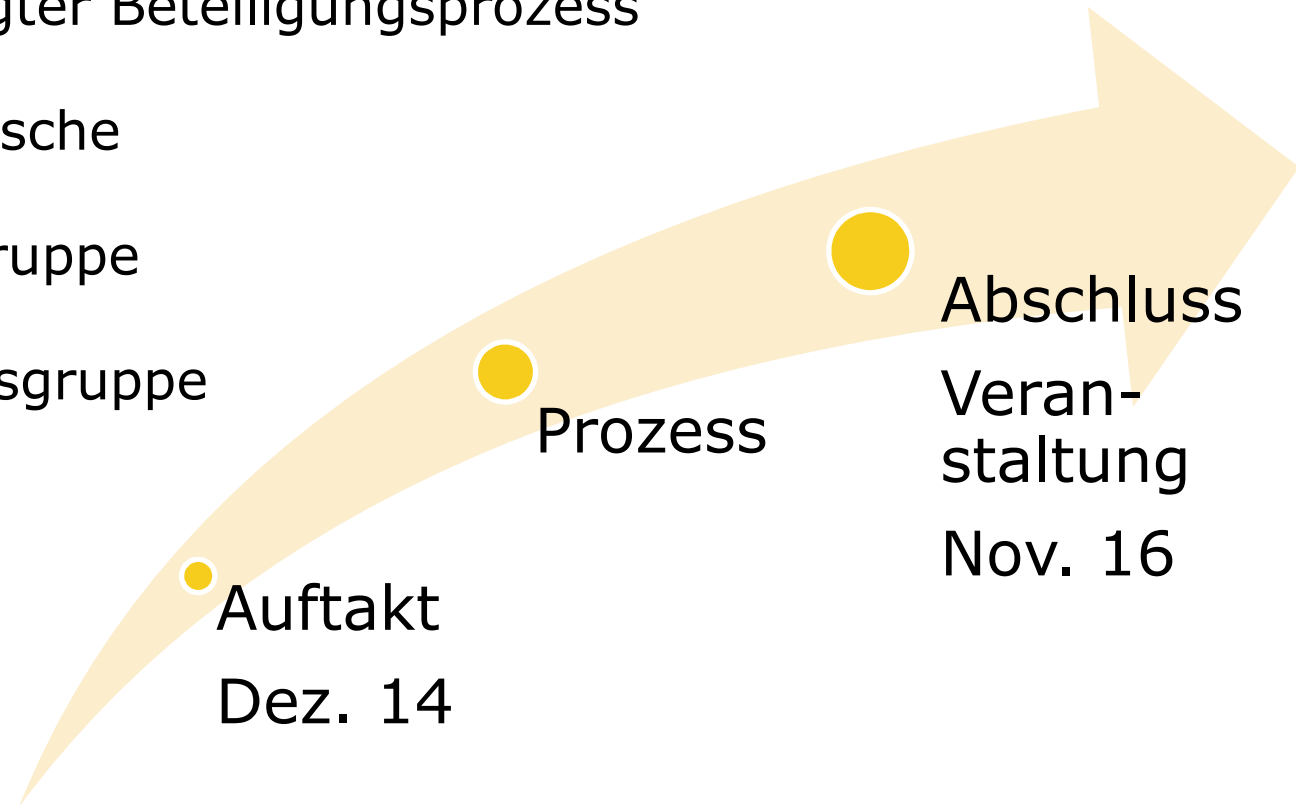 gter Beteiligungsprozess
sche
ruppe
sgruppe
Abschluss
Veran-
staltung
Nov. 16
Prozess
Auftakt
Dez. 14